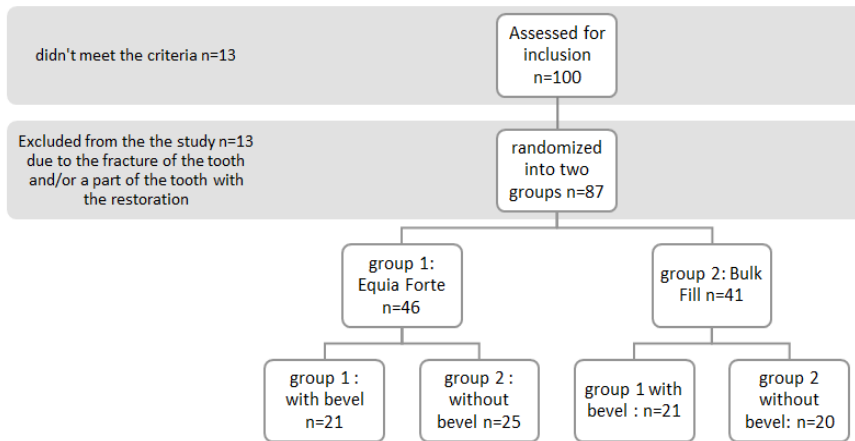 didn't meet the criteria n=13
Assessed for
inclusion
n=100
Excluded from the the study n=13
due to the fracture of the tooth
and/or a part of the tooth with
the restoration
randomized
into two
groups n=87
group 1:
Equia Forte
n=46
group 2: Bulk
Fill n=41
group 1 :
with bevel
n=21
group 2 :
without
bevel n=25
group 1 with
bevel : n=21
group 2
without
bevel: n=20